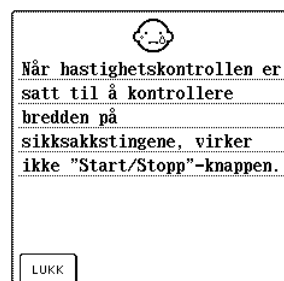 Når hastighetskontrollen er
satt til å kontrollere
bredden på
sikksakkstingene, virker
ikke ”Start/Stopp”-knappen.
LUKK